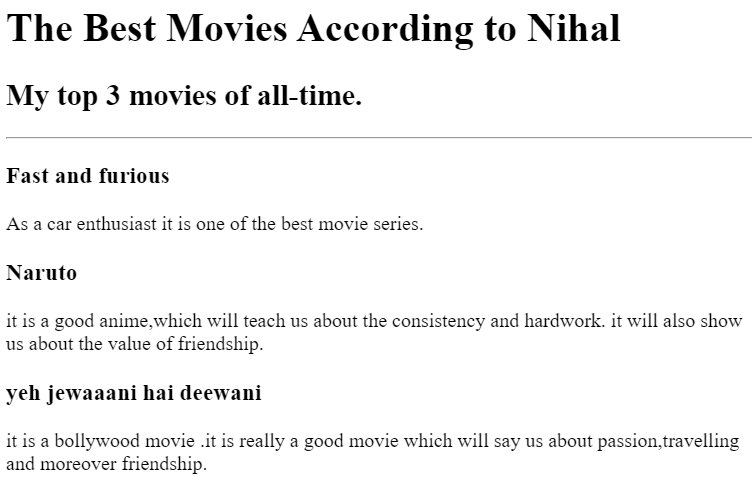 The Best Movies According to Nihal
My top 3 movies of all-time.
Fast and furious
As a car enthusiast it is one of the best movie series.
Naruto
it is a good anime,which will teach us about the consistency and hardwork. it will also show
us about the value of friendship.
yeh jewaaani hai deewani
it is a bollywood movie .it is really a good movie which will say us about passion,travelling
and moreover friendship.